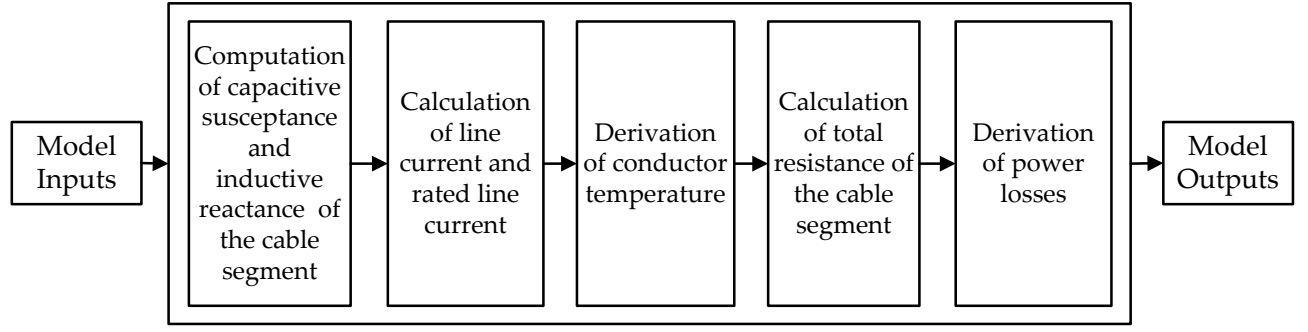 Model
Inputs
Computation
of capacitive
susceptance
and
inductive
reactance of
the cable
segment
Calculation
of line
current and
rated line
current
Derivation
of conductor
temperature
Calculation
of total
resistance of
the cable
segment
Derivation
of power
losses
Model
Outputs